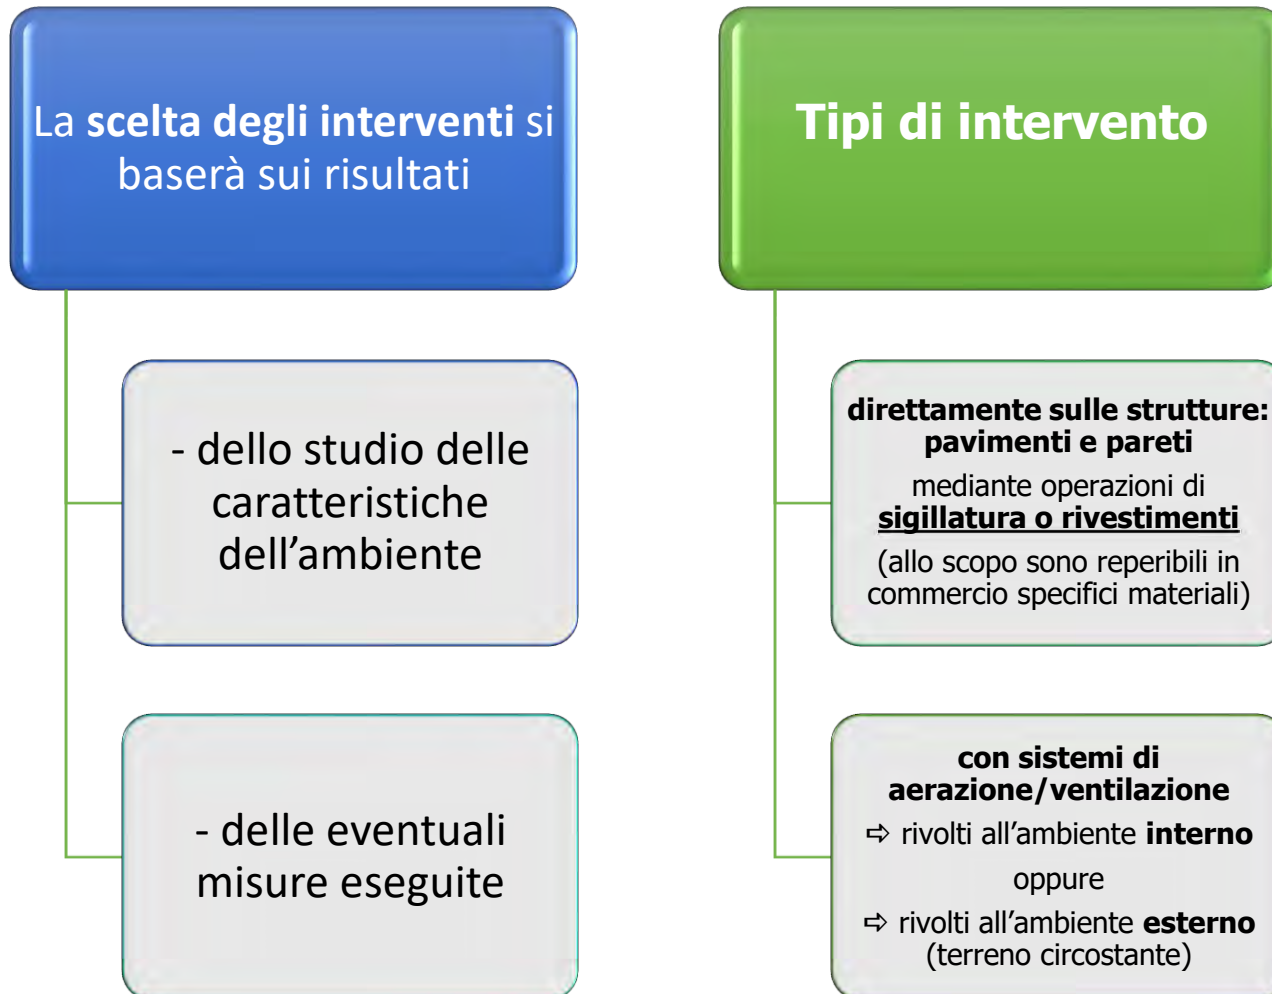 La scelta degli interventi si
baserà sui risultati
- dello studio delle
caratteristiche
dell’ambiente
- delle eventuali
misure eseguite
Tipi di intervento
direttamente sulle strutture:
pavimenti e pareti
mediante operazioni di
sigillatura o rivestimenti
(allo scopo sono reperibili in
commercio specifici materiali)
con sistemi di
aerazione/ventilazione
⇨ rivolti all’ambiente interno
oppure
⇨ rivolti all’ambiente esterno
(terreno circostante)